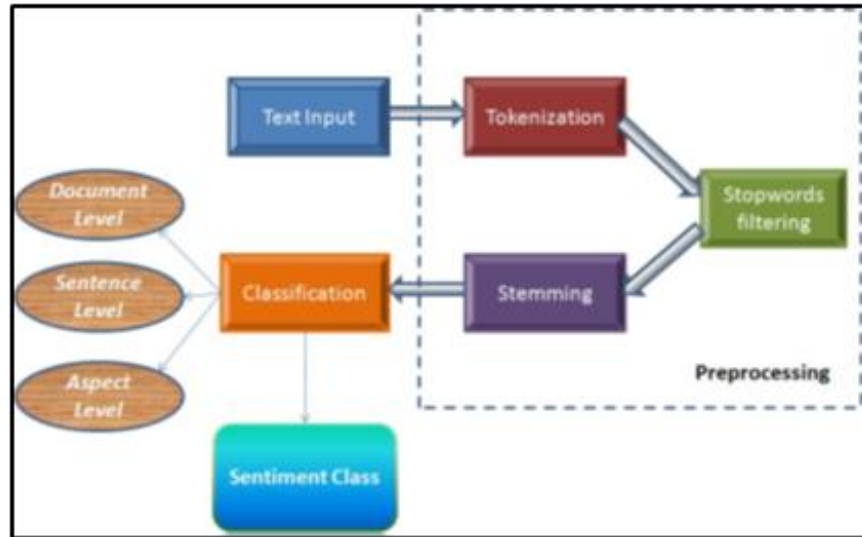 Text Input
Tokenization
Stopwords
filtering
Stemming
Classification
Document
Level
Sentence
Level
Aspect
Level
Preprocessing
Sentiment Class